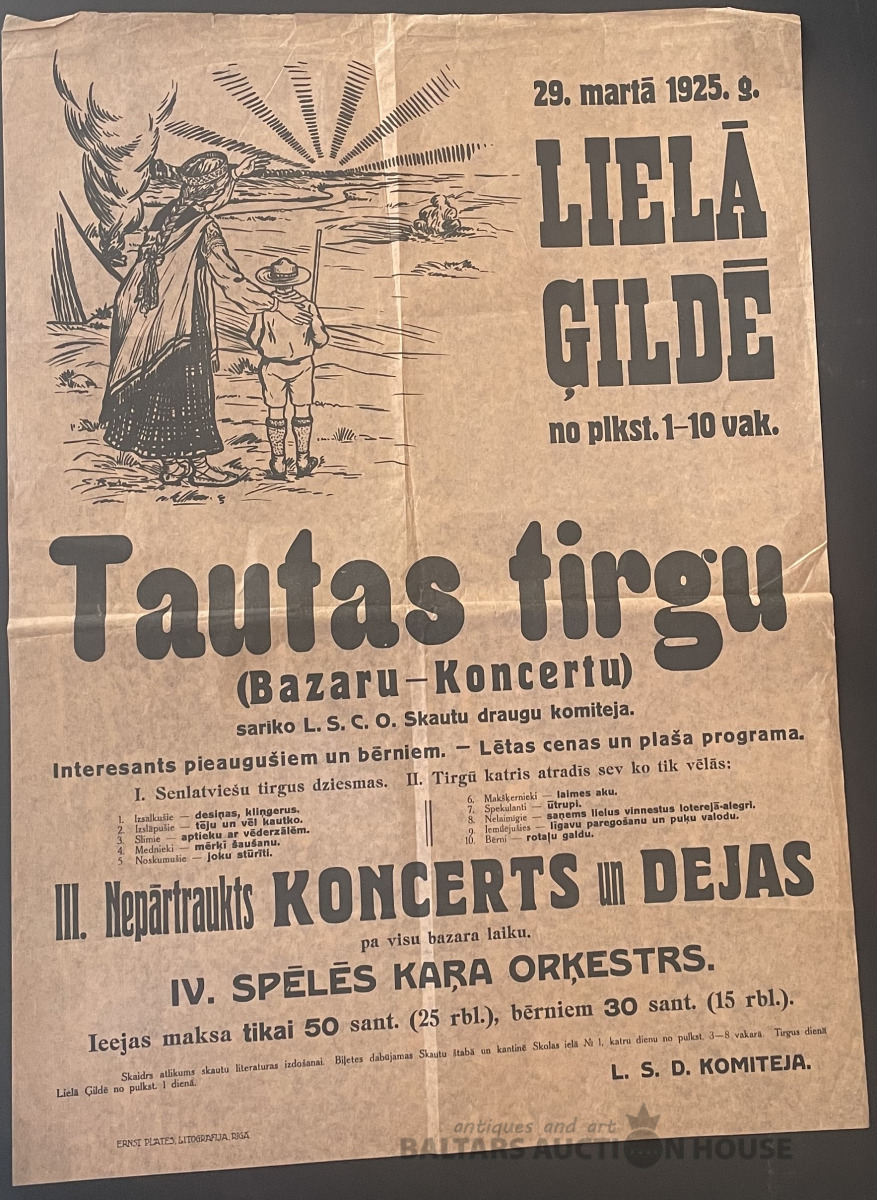 29. martā 1925. g.
LIELĀ
ĢILDĒ
no plkst. 1–10 vak.
Tautas tirgu
(Bazaru–Koncertu)
sarīko L. S. C. O. Skautu draugu komiteja.
Interesants pieaugušiem un bērniem. — Lētas cenas un plaša programa.
I. Senlatviešu tirgus dziesmas. II. Tirgū katris atradīs sev ko tik vēlās:
1. Izsalkušie — desiņas, kliņģerus.
2. Izslāpušie — tēju un vēl kautko.
3. Slimie — aptieku ar vēderzālēm.
4. Mednieki — mērķī šaušanu.
5. Noskumušie — joku stūrīti.
6. Makšķernieki — laimes aku.
7. Spekulanti — ūtrupi.
8. Nelaimīgie — saņems lielus vinnestus loterejā-alegri.
9. Iemīlējušies — līgavu paregošanu un puķu valodu.
10. Bērni — rotaļu galdu.
III. Nepārtraukts KONCERTS un DEJAS
pa visu bazara laiku.
IV. SPĒLĒS KAŖA ORĶESTRS.
Ieejas maksa tikai 50 sant. (25 rbl.), bērniem 30 sant. (15 rbl.).
Skaidrs atlikums skautu literaturas izdošanai. Biļetes dabūjamas Skautu štabā un kantinē Skolas ielā № 1, katru dienu no pulkst. 3—8 vakarā. Tirgus dienā
Lielā Ģildē no pulkst. 1 dienā.
L. S. D. KOMITEJA.
ERNST PLATES, LITOGRAFIJA, RIGĀ
antiques and art
BALTARS AUCTION HOUSE